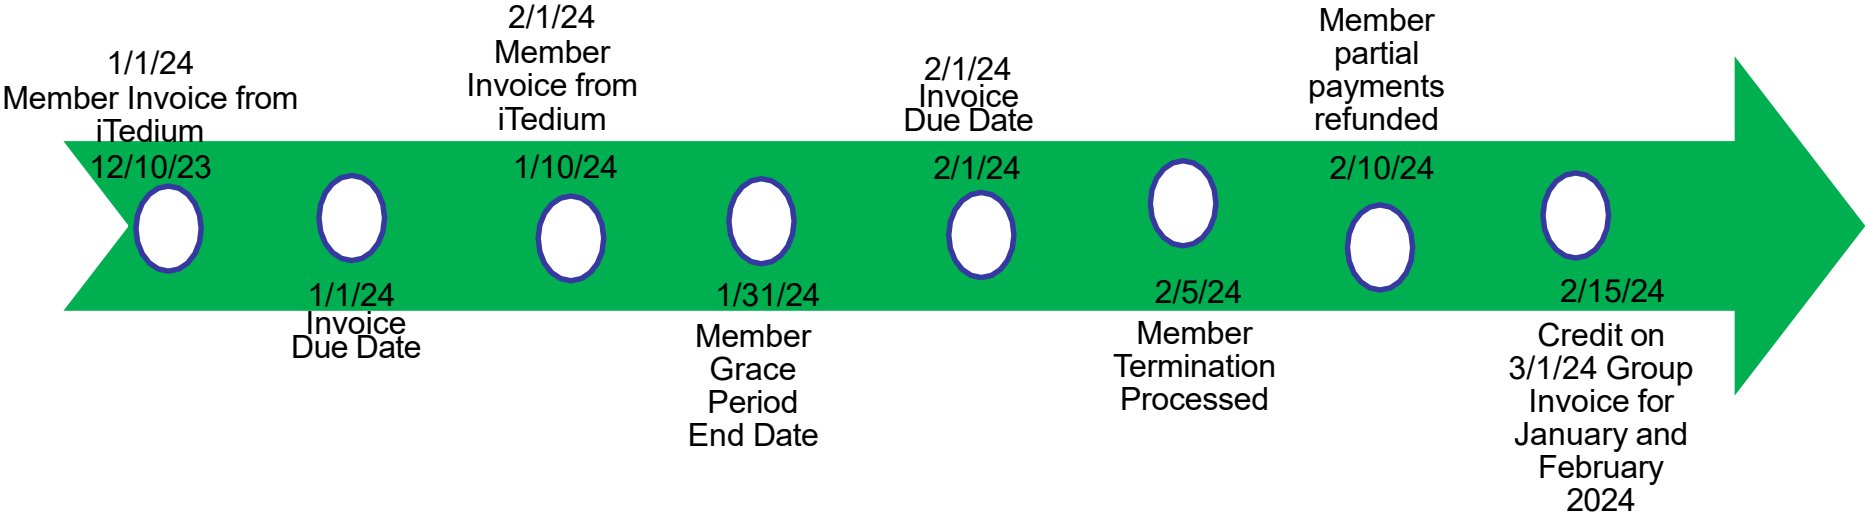 1/1/24
Member Invoice from
iTedium
12/10/23
1/1/24
Invoice
Due Date
2/1/24
Member
Invoice from
iTedium
1/10/24
1/31/24
Member
Grace
Period
End Date
2/1/24
Invoice
Due Date
2/1/24
2/5/24
Member
Termination
Processed
Member
partial
payments
refunded
2/10/24
2/15/24
Credit on
3/1/24 Group
Invoice for
January and
February
2024